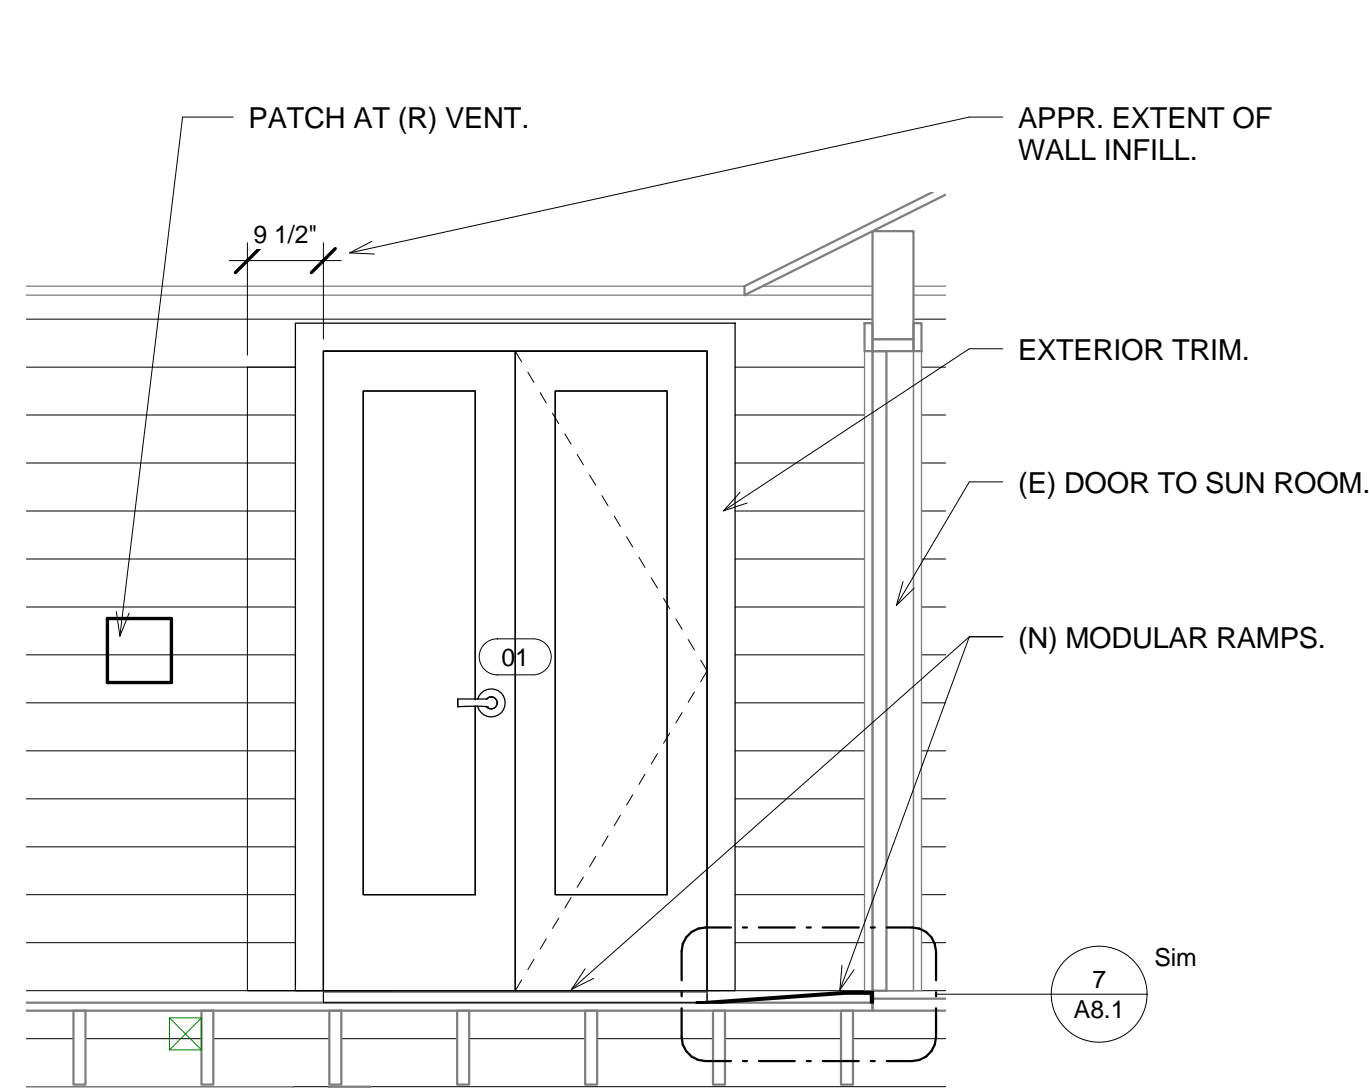 PATCH AT (R) VENT.
APPR. EXTENT OF
WALL INFILL.
9 1/2"
EXTERIOR TRIM.
(E) DOOR TO SUN ROOM.
(N) MODULAR RAMPS.
01
Sim
7
A8.1